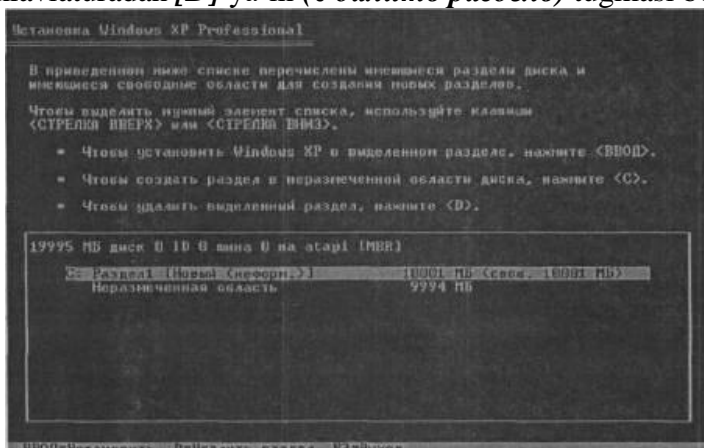 Установка Windows XP Professional
В приведенном ниже списке перечислены имеющиеся разделы диска и
имеющиеся свободные области для создания новых разделов.
Чтобы выделить нужный элемент списка, используйте клавиши
<СТРЕЛКА ВВЕРХ> или <СТРЕЛКА ВНИЗ>.
• Чтобы установить Windows XP в выделенном разделе, нажмите <ВВОД>.
• Чтобы создать раздел в неразмеченной области диска, нажмите <C>.
• Чтобы удалить выделенный раздел, нажмите <D>.
19995 МБ диск 0 ID 0 шина 0 на atapi [MBR]
C: Раздел1 [Новый (неформ.)] 10001 МБ (своб. 10001 МБ)
Неразмеченная область 9994 МБ